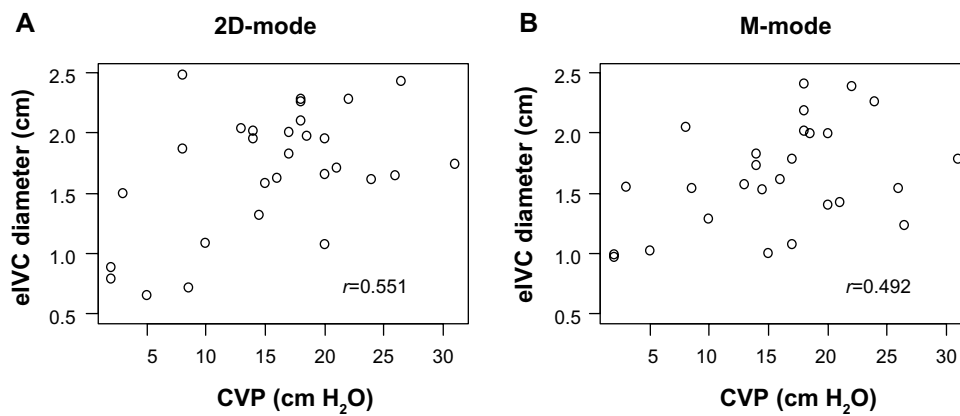 A
2D-mode
eIVC diameter (cm)
2.5
2.0
1.5
1.0
0.5
r=0.551
5
10
15
20
25
30
CVP (cm H₂O)
B
M-mode
eIVC diameter (cm)
2.5
2.0
1.5
1.0
0.5
r=0.492
5
10
15
20
25
30
CVP (cm H₂O)